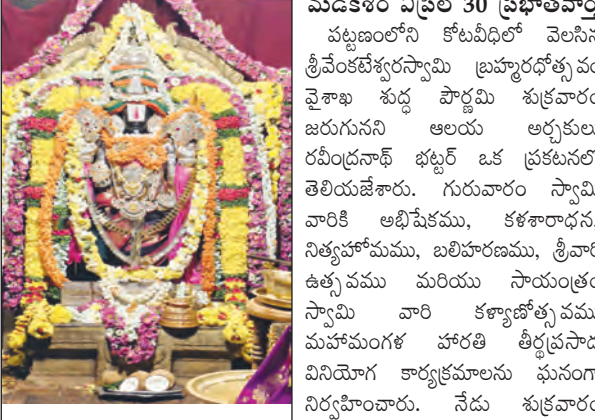 మడకశిర ఏప్రిల్ 30 ప్రభాతవార్త
పట్టణంలోని కోటవీధిలో వెలసిన
శ్రీవేంకటేశ్వరస్వామి బ్రహ్మరధోత్సవం
వైశాఖ శుద్ధ పౌర్ణమి శుక్రవారం
జరుగునని ఆలయ అర్చకులు
రవీంద్రనాథ్ భట్టర్ ఒక ప్రకటనలో
తెలియజేశారు. గురువారం స్వామి
వారికి అభిషేకము, కళశారాధన,
నిత్యహోమము, బలిహరణము, శ్రీవారి
ఉత్సవము మరియు సాయంత్రం
స్వామి వారి కళ్యాణోత్సవము
మహామంగళ హారతి తీర్థప్రసాద
వినియోగ కార్యక్రమాలను ఘనంగా
నిర్వహించారు. నేడు శుక్రవారం